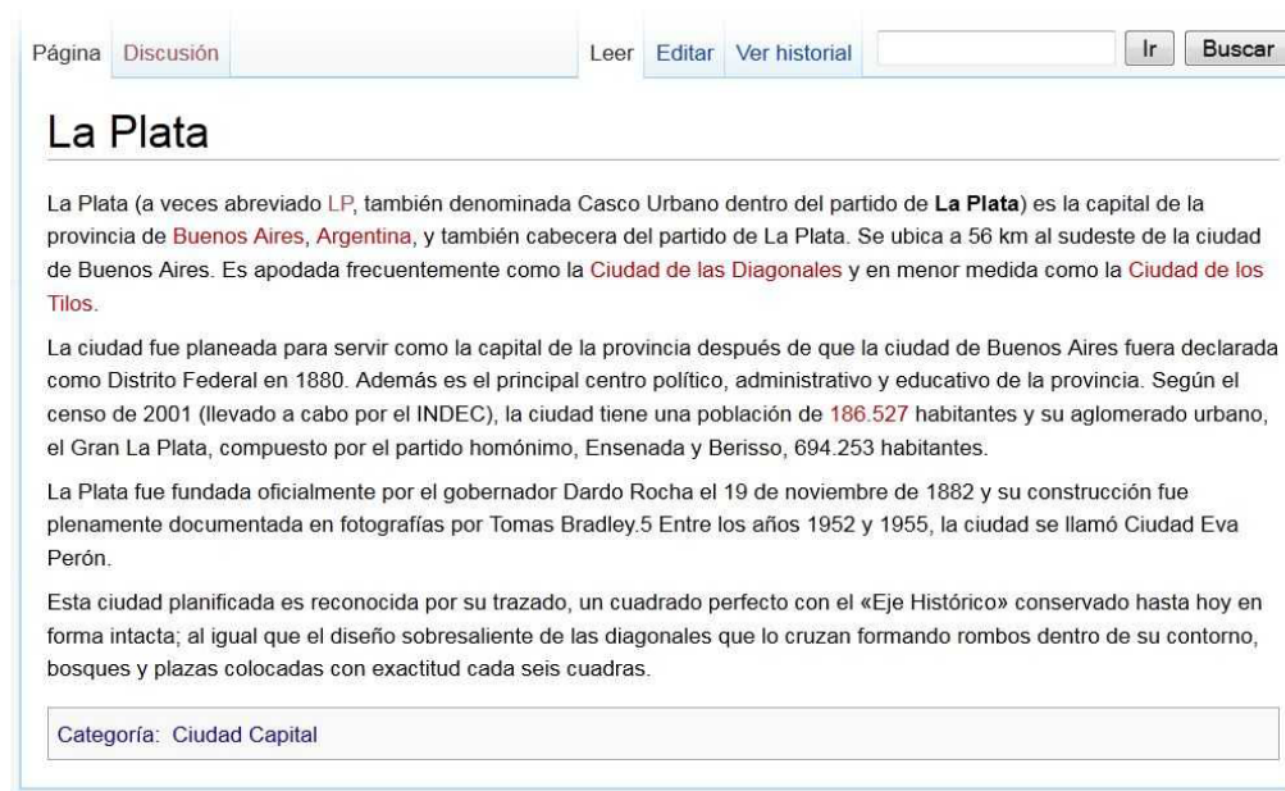 Página Discusión Leer Editar Ver historial Ir Buscar
La Plata
La Plata (a veces abreviado LP, también denominada Casco Urbano dentro del partido de La Plata) es la capital de la
provincia de Buenos Aires, Argentina, y también cabecera del partido de La Plata. Se ubica a 56 km al sudeste de la ciudad
de Buenos Aires. Es apodada frecuentemente como la Ciudad de las Diagonales y en menor medida como la Ciudad de los
Tilos.
La ciudad fue planeada para servir como la capital de la provincia después de que la ciudad de Buenos Aires fuera declarada
como Distrito Federal en 1880. Además es el principal centro político, administrativo y educativo de la provincia. Según el
censo de 2001 (llevado a cabo por el INDEC), la ciudad tiene una población de 186.527 habitantes y su aglomerado urbano,
el Gran La Plata, compuesto por el partido homónimo, Ensenada y Berisso, 694.253 habitantes.
La Plata fue fundada oficialmente por el gobernador Dardo Rocha el 19 de noviembre de 1882 y su construcción fue
plenamente documentada en fotografías por Tomas Bradley.5 Entre los años 1952 y 1955, la ciudad se llamó Ciudad Eva
Perón.
Esta ciudad planificada es reconocida por su trazado, un cuadrado perfecto con el «Eje Histórico» conservado hasta hoy en
forma intacta; al igual que el diseño sobresaliente de las diagonales que lo cruzan formando rombos dentro de su contorno,
bosques y plazas colocadas con exactitud cada seis cuadras.
Categoría: Ciudad Capital